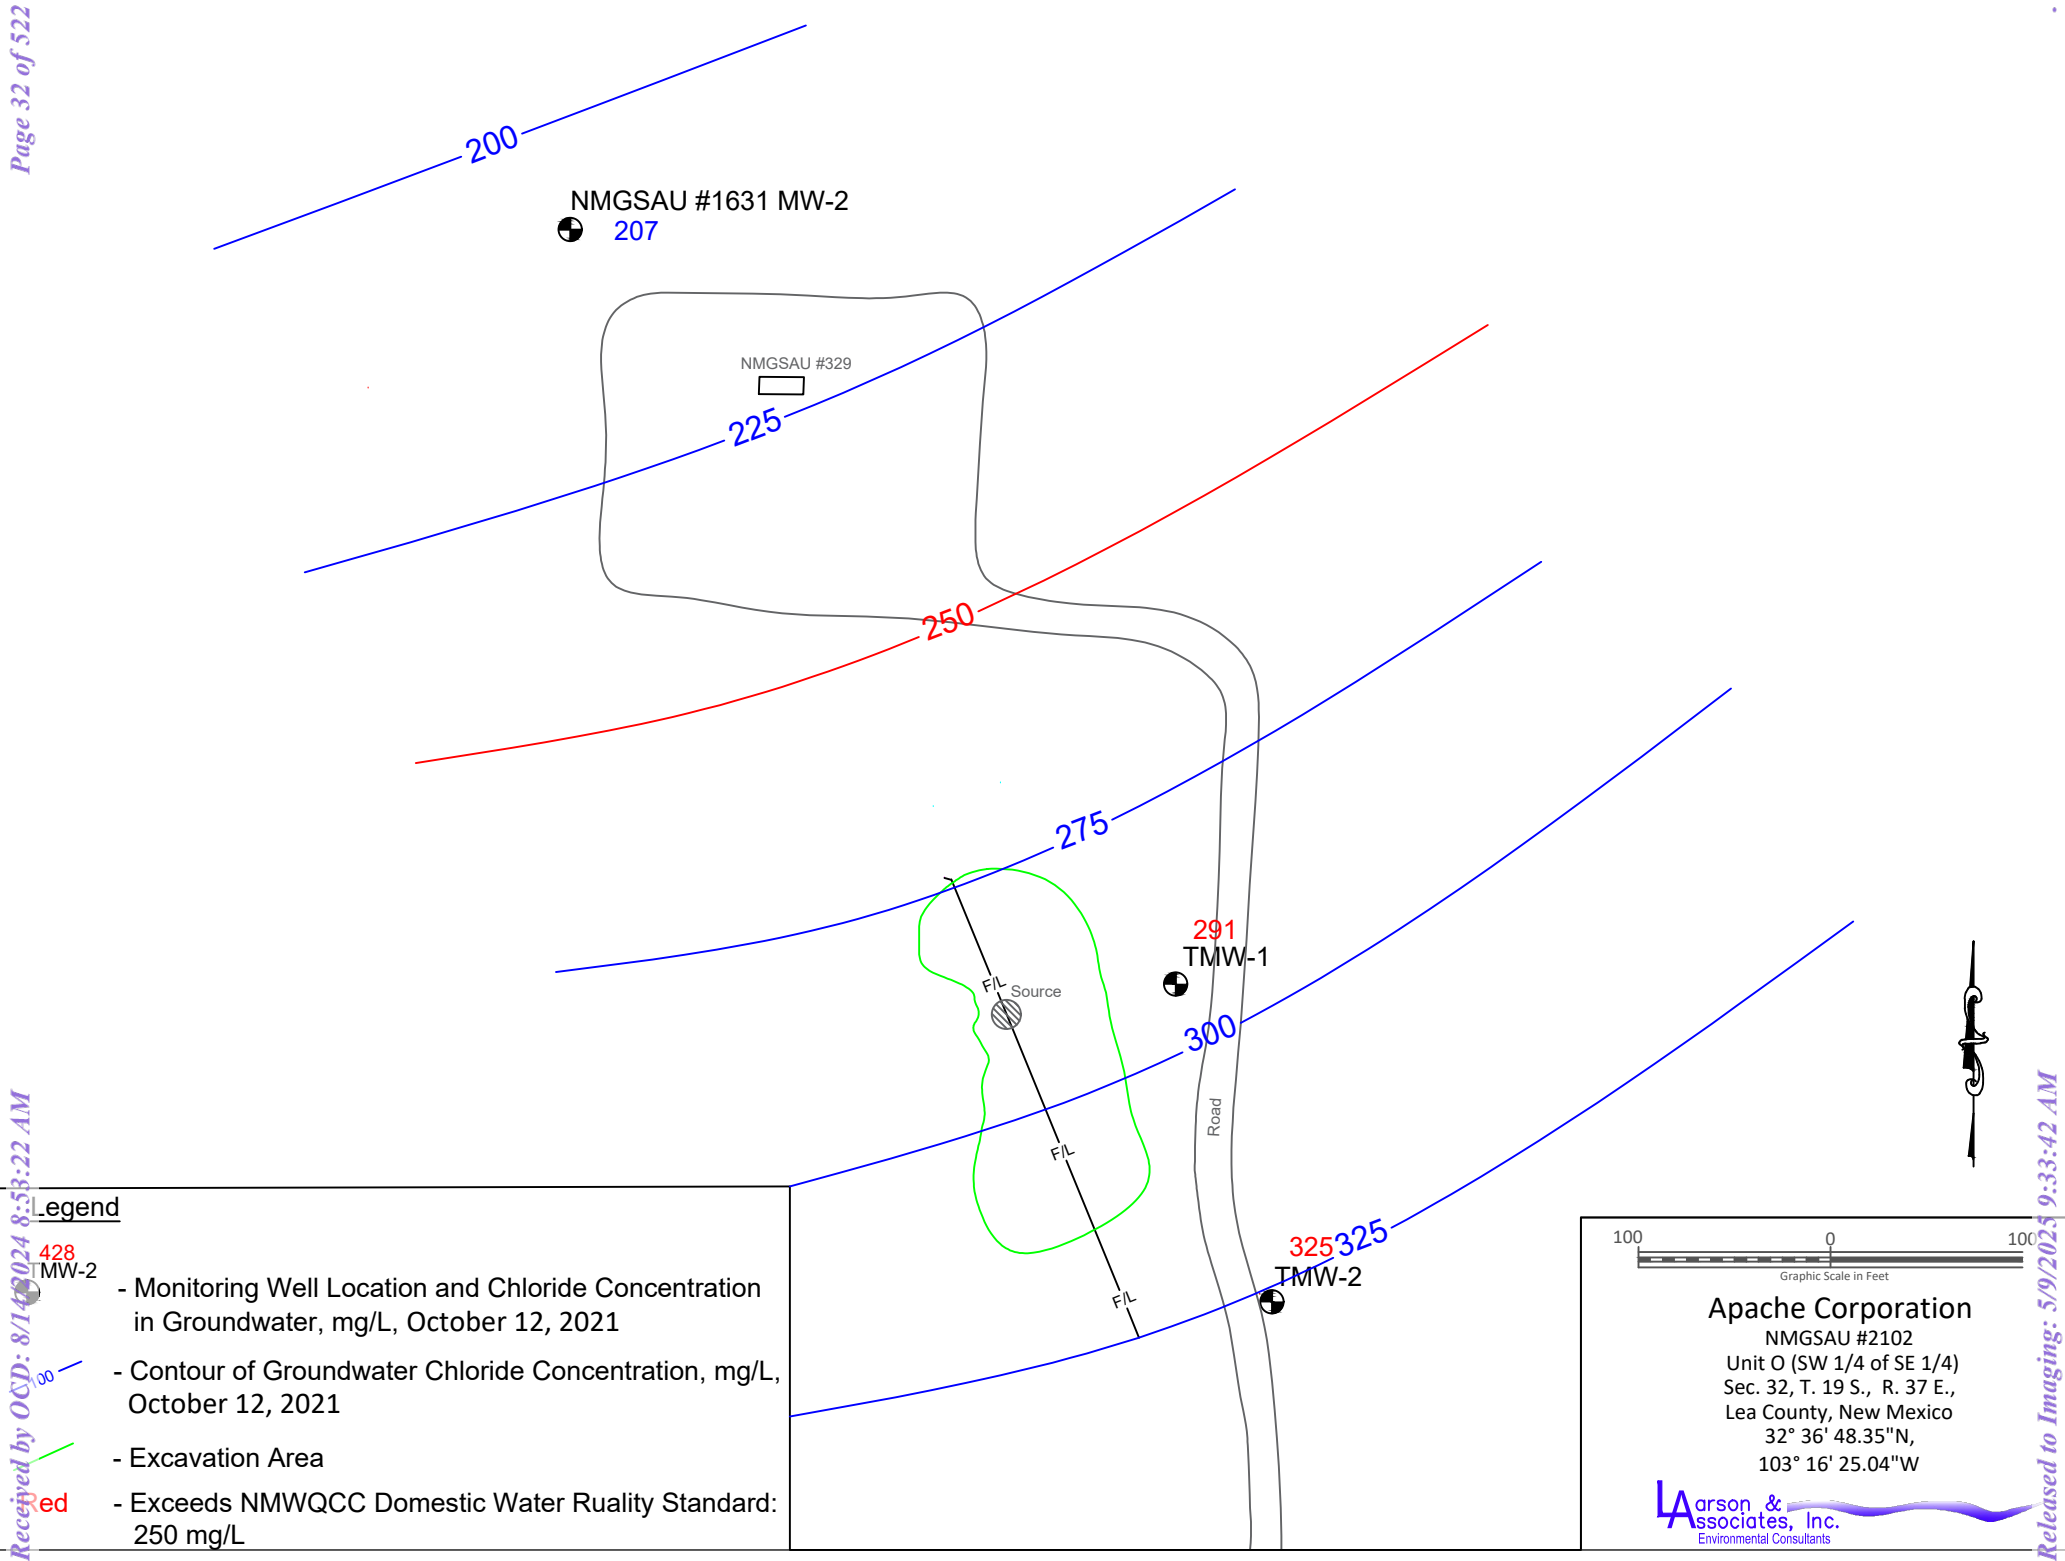 Page 32 of 522
200
NMGSAU #1631 MW-2
207
NMGSAU #329
225
250
275
291
TMW-1
F/L
Source
300
Road
F/L
325
325
TMW-2
F/L
Legend
428
TMW-2
- Monitoring Well Location and Chloride Concentration
in Groundwater, mg/L, October 12, 2021
100
- Contour of Groundwater Chloride Concentration, mg/L,
October 12, 2021
- Excavation Area
Red
- Exceeds NMWQCC Domestic Water Ruality Standard:
250 mg/L
100 0 100
Graphic Scale in Feet
Apache Corporation
NMGSAU #2102
Unit O (SW 1/4 of SE 1/4)
Sec. 32, T. 19 S., R. 37 E.,
Lea County, New Mexico
32° 36' 48.35"N,
103° 16' 25.04"W
Larson &
Associates, Inc.
Environmental Consultants
Received by OCD: 8/14/2024 8:53:22 AM
Released to Imaging: 5/9/2025 9:33:42 AM